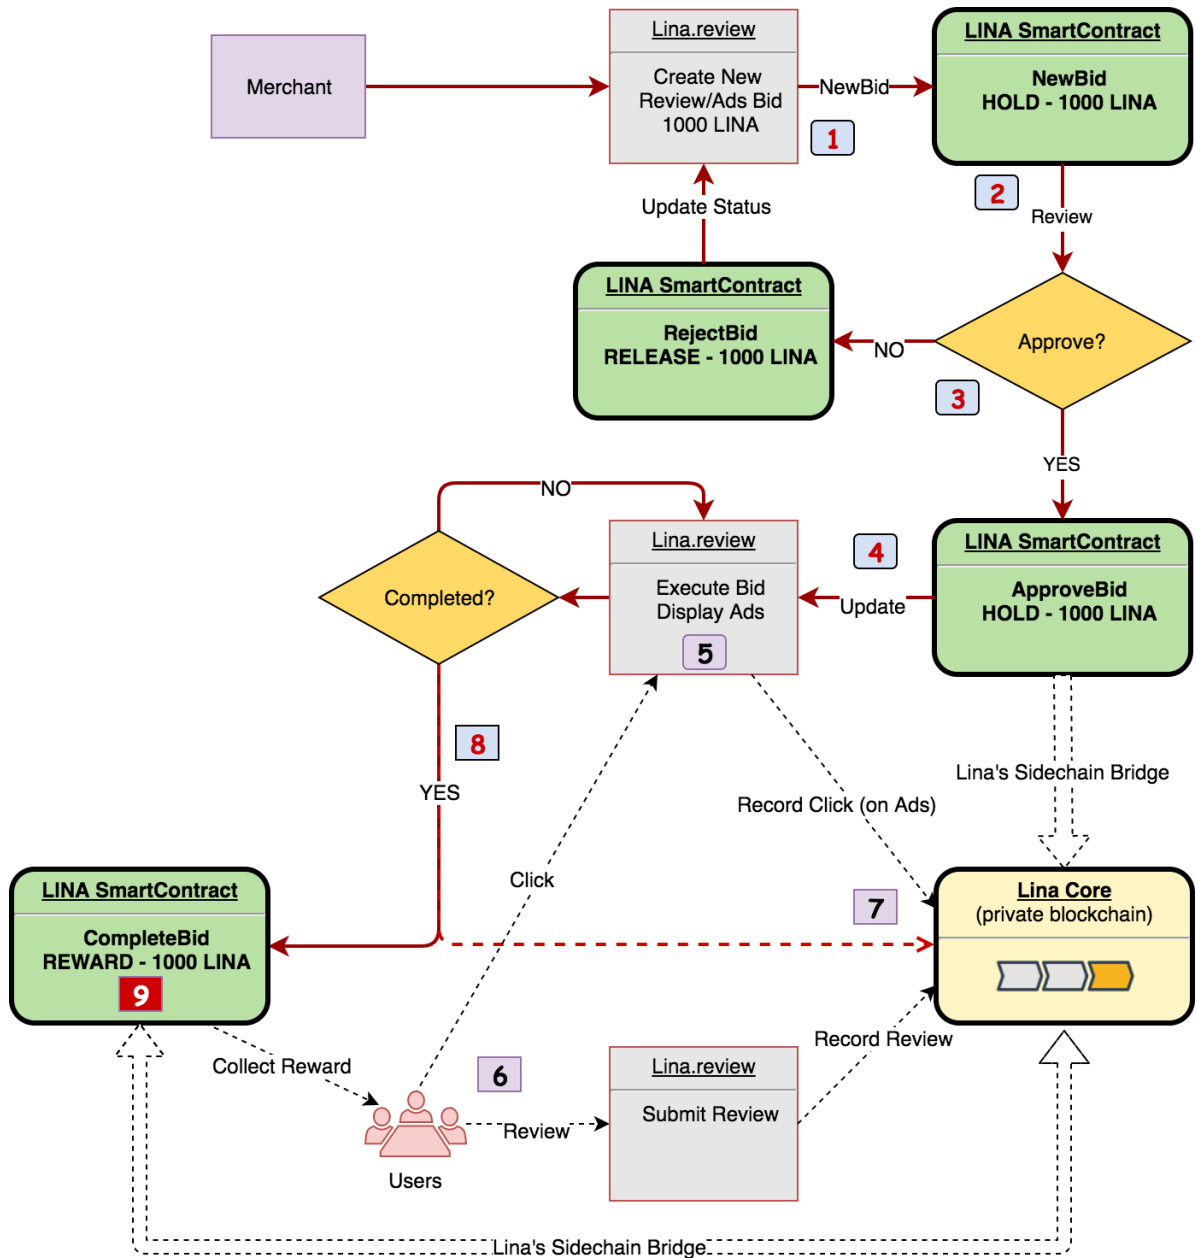 Merchant
Lina.review
Create New
Review/Ads Bid
1000 LINA
NewBid
1
LINA SmartContract
NewBid
HOLD - 1000 LINA
2
Review
Update Status
LINA SmartContract
RejectBid
RELEASE - 1000 LINA
NO
Approve?
3
YES
NO
Completed?
Lina.review
Execute Bid
Display Ads
5
4
Update
LINA SmartContract
ApproveBid
HOLD - 1000 LINA
8
YES
Lina's Sidechain Bridge
Record Click (on Ads)
Click
7
LINA SmartContract
CompleteBid
REWARD - 1000 LINA
9
Lina Core
(private blockchain)
Collect Reward
6
Review
Users
Lina.review
Submit Review
Record Review
Lina's Sidechain Bridge